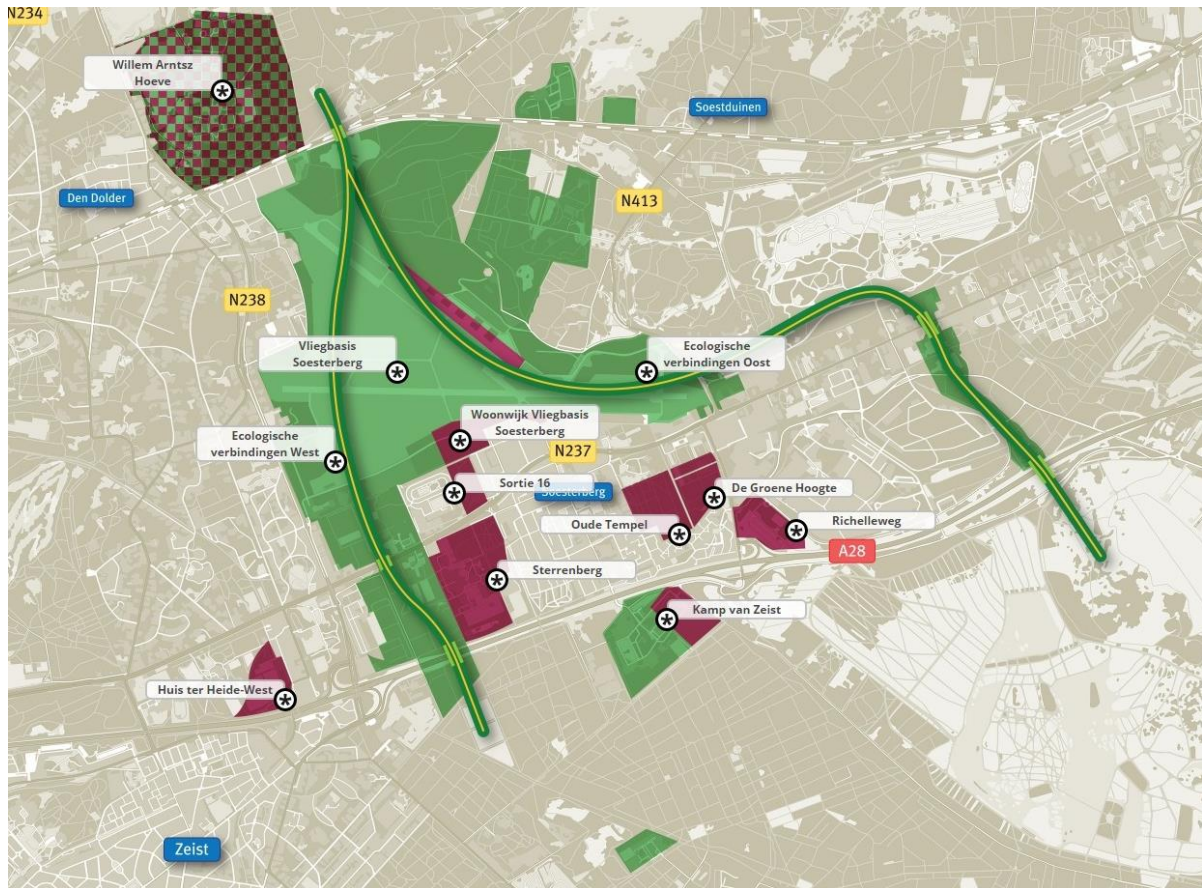 N234
Willem Arntsz
Hoeve
Soestduinen
Den Dolder
N413
N238
Vliegbasis
Soesterberg
Ecologische
verbindingen Oost
Woonwijk Vliegbasis
Soesterberg
Ecologische
verbindingen West
N237
Sortie 16
Soesterberg
De Groene Hoogte
Oude Tempel
Richelleweg
A28
Sterrenberg
Kamp van Zeist
Huis ter Heide-West
Zeist